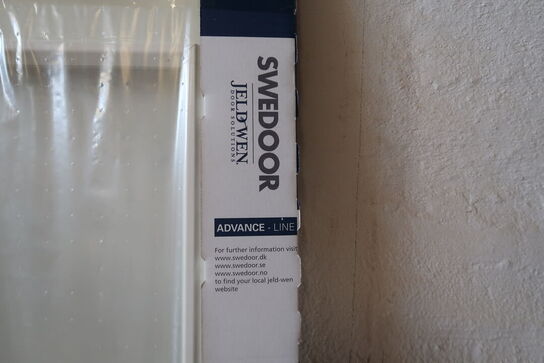 SWEDOOR
JELD-WEN
DOOR SOLUTIONS
ADVANCE - LINE
For further information visit
www.swedoor.dk
www.swedoor.se
www.swedoor.no
to find your local jeld-wen
website